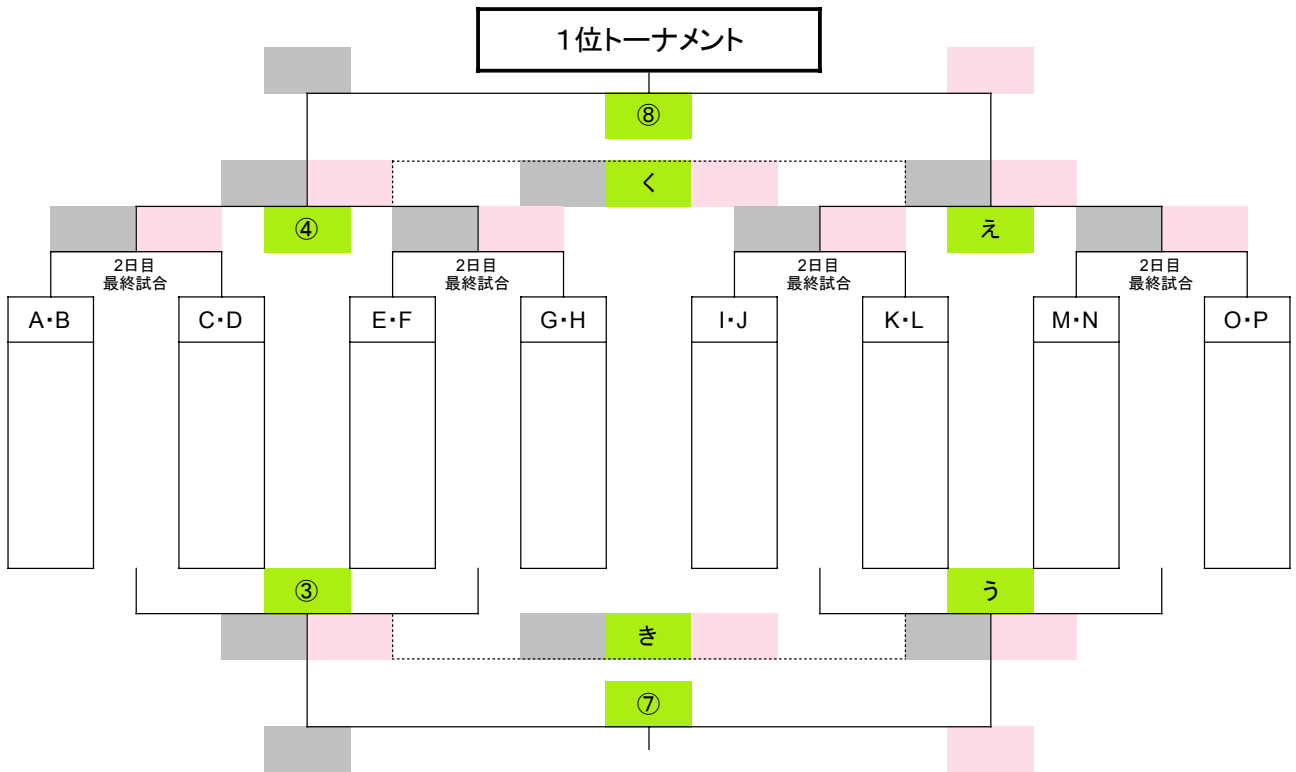 1位トーナメント
⑧
く
④
え
2日目
最終試合
2日目
最終試合
2日目
最終試合
2日目
最終試合
A・B
C・D
E・F
G・H
I・J
K・L
M・N
O・P
③
う
き
⑦